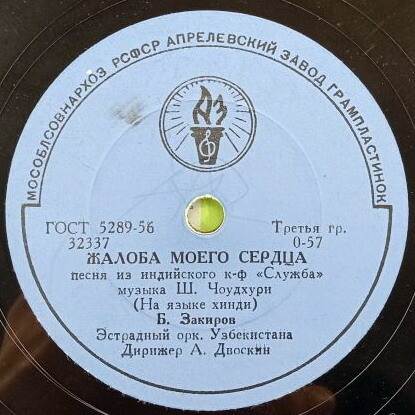 МОСОБЛСОВНАРХОЗ РСФСР АПРЕЛЕВСКИЙ ЗАВОД ГРАМПЛАСТИНОК
АЗ
ГОСТ 5289-56 Третья гр.
32337 0-57
ЖАЛОБА МОЕГО СЕРДЦА
песня из индийского к-ф «Служба»
музыка Ш. Чоудхури
(На языке хинди)
Б. Закиров
Эстрадный орк. Узбекистана
Дирижер А. Двоскин